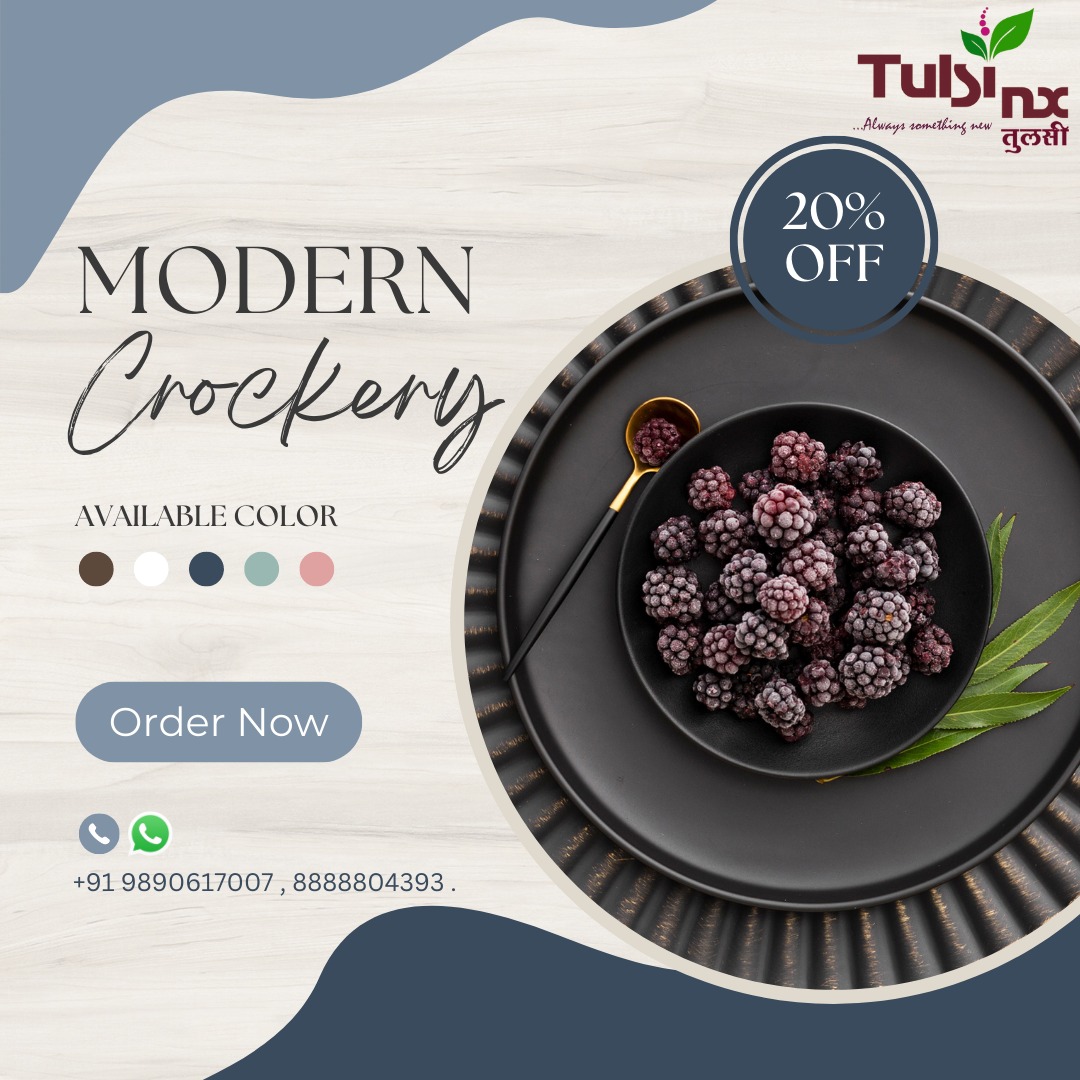 Tulsi nx
...Always something new
तुलसी
20%
OFF
MODERN
Crockery
AVAILABLE COLOR
Order Now
+91 9890617007 , 8888804393 .